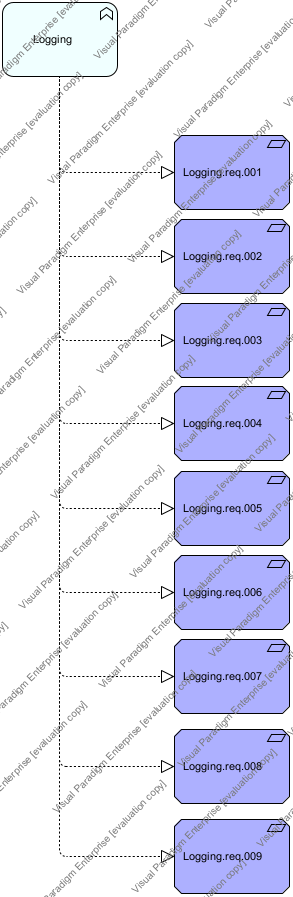 Logging
Logging.req.001
Logging.req.002
Logging.req.003
Logging.req.004
Logging.req.005
Logging.req.006
Logging.req.007
Logging.req.008
Logging.req.009
Visual Paradigm Enterprise [evaluation copy]